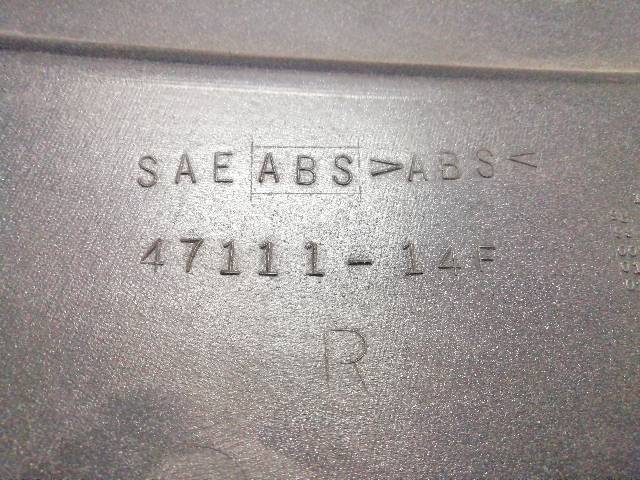 SAE ABS >ABS<
47111-14F
R